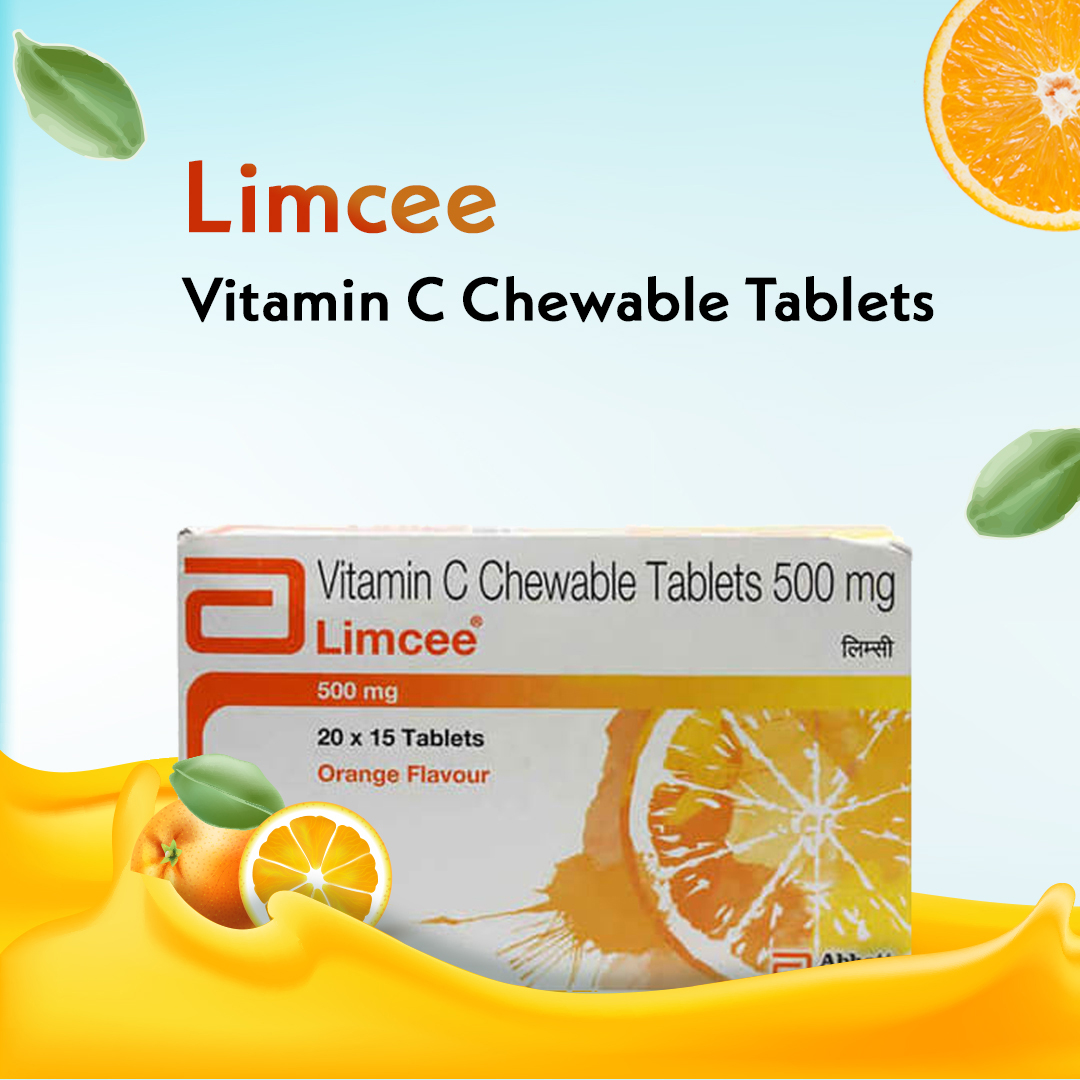 Limcee
Vitamin C Chewable Tablets
Vitamin C Chewable Tablets 500 mg
Limcee®
लिम्सी
500 mg
20 x 15 Tablets
Orange Flavour